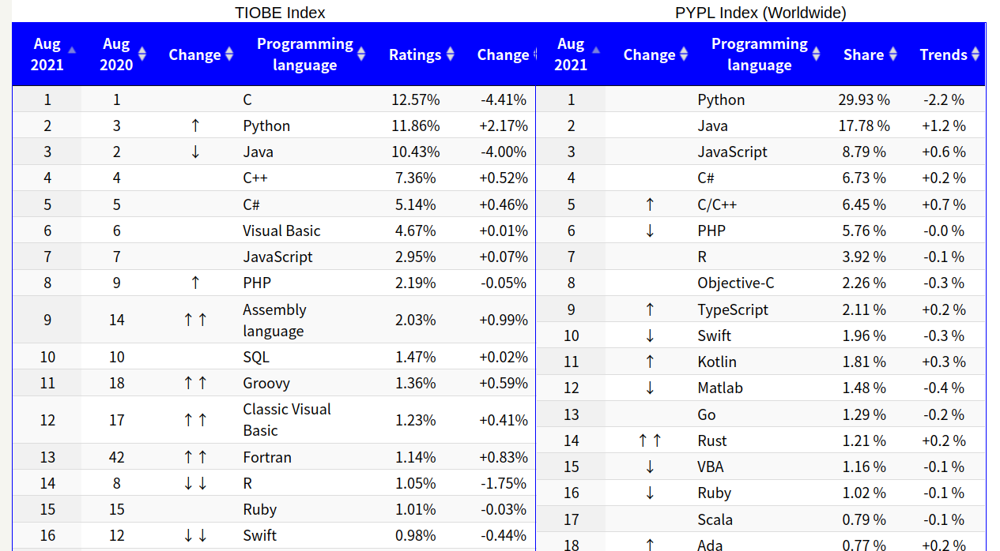 TIOBE Index
Aug 2021 Aug 2020 Change Programming language Ratings Change
1 1 C 12.57% -4.41%
2 3 ↑ Python 11.86% +2.17%
3 2 ↓ Java 10.43% -4.00%
4 4 C++ 7.36% +0.52%
5 5 C# 5.14% +0.46%
6 6 Visual Basic 4.67% +0.01%
7 7 JavaScript 2.95% +0.07%
8 9 ↑ PHP 2.19% -0.05%
9 14 ↑↑ Assembly language 2.03% +0.99%
10 10 SQL 1.47% +0.02%
11 18 ↑↑ Groovy 1.36% +0.59%
12 17 ↑↑ Classic Visual Basic 1.23% +0.41%
13 42 ↑↑ Fortran 1.14% +0.83%
14 8 ↓↓ R 1.05% -1.75%
15 15 Ruby 1.01% -0.03%
16 12 ↓↓ Swift 0.98% -0.44%
PYPL Index (Worldwide)
Aug 2021 Change Programming language Share Trends
1 Python 29.93 % -2.2 %
2 Java 17.78 % +1.2 %
3 JavaScript 8.79 % +0.6 %
4 C# 6.73 % +0.2 %
5 ↑ C/C++ 6.45 % +0.7 %
6 ↓ PHP 5.76 % -0.0 %
7 R 3.92 % -0.1 %
8 Objective-C 2.26 % -0.3 %
9 ↑ TypeScript 2.11 % +0.2 %
10 ↓ Swift 1.96 % -0.3 %
11 ↑ Kotlin 1.81 % +0.3 %
12 ↓ Matlab 1.48 % -0.4 %
13 Go 1.29 % -0.2 %
14 ↑↑ Rust 1.21 % +0.2 %
15 ↓ VBA 1.16 % -0.1 %
16 ↓ Ruby 1.02 % -0.1 %
17 Scala 0.79 % -0.1 %
18 ↑ Ada 0.77 % +0.2 %